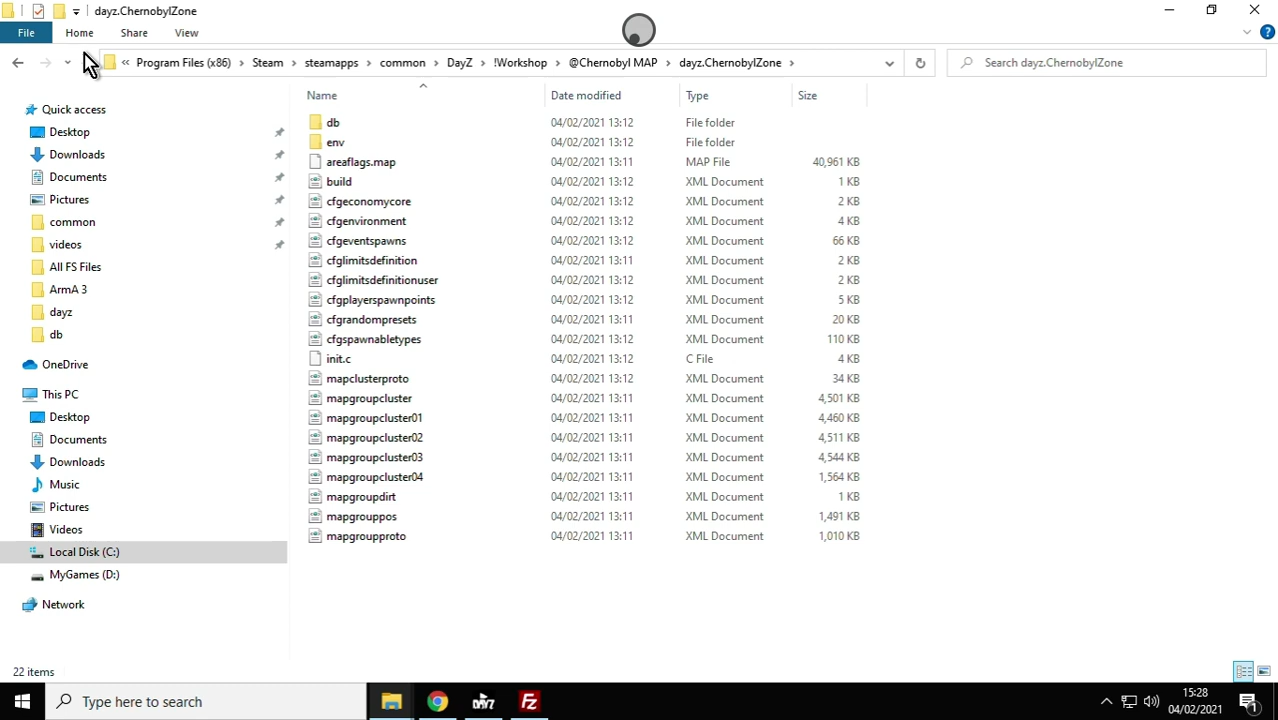 dayz.ChernobylZone
File Home Share View
« Program Files (x86) › Steam › steamapps › common › DayZ › !Workshop › @Chernobyl MAP › dayz.ChernobylZone ›
Search dayz.ChernobylZone
Name Date modified Type Size
Quick access
Desktop
Downloads
Documents
Pictures
common
videos
All FS Files
ArmA 3
dayz
db
OneDrive
This PC
Desktop
Documents
Downloads
Music
Pictures
Videos
Local Disk (C:)
MyGames (D:)
Network
db 04/02/2021 13:12 File folder
env 04/02/2021 13:12 File folder
areaflags.map 04/02/2021 13:11 MAP File 40,961 KB
build 04/02/2021 13:12 XML Document 1 KB
cfgeconomycore 04/02/2021 13:12 XML Document 2 KB
cfgenvironment 04/02/2021 13:12 XML Document 4 KB
cfgeventspawns 04/02/2021 13:12 XML Document 66 KB
cfglimitsdefinition 04/02/2021 13:11 XML Document 2 KB
cfglimitsdefinitionuser 04/02/2021 13:12 XML Document 2 KB
cfgplayerspawnpoints 04/02/2021 13:12 XML Document 5 KB
cfgrandompresets 04/02/2021 13:11 XML Document 20 KB
cfgspawnabletypes 04/02/2021 13:11 XML Document 110 KB
init.c 04/02/2021 13:12 C File 4 KB
mapclusterproto 04/02/2021 13:12 XML Document 34 KB
mapgroupcluster 04/02/2021 13:11 XML Document 4,501 KB
mapgroupcluster01 04/02/2021 13:11 XML Document 4,460 KB
mapgroupcluster02 04/02/2021 13:11 XML Document 4,511 KB
mapgroupcluster03 04/02/2021 13:11 XML Document 4,544 KB
mapgroupcluster04 04/02/2021 13:11 XML Document 1,564 KB
mapgroupdirt 04/02/2021 13:11 XML Document 1 KB
mapgrouppos 04/02/2021 13:11 XML Document 1,491 KB
mapgroupproto 04/02/2021 13:11 XML Document 1,010 KB
22 items
Type here to search
DAYZ
FZ
15:28
04/02/2021
1